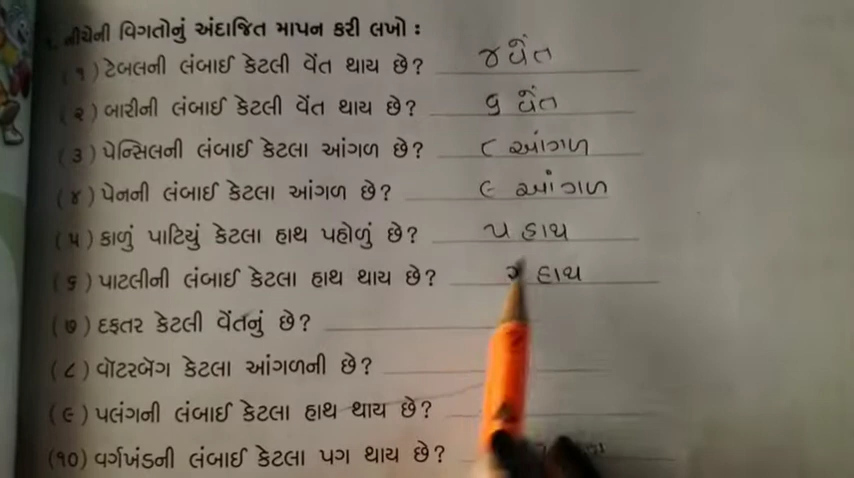 ૧. નીચેની વિગતોનું અંદાજિત માપન કરી લખો :
(૧) ટેબલની લંબાઈ કેટલી વેંત થાય છે? ૪ વેંત
(૨) બારીની લંબાઈ કેટલી વેંત થાય છે? ૬ વેંત
(૩) પેન્સિલની લંબાઈ કેટલા આંગળ છે? ૮ આંગળ
(૪) પેનની લંબાઈ કેટલા આંગળ છે? ૯ આંગળ
(૫) કાળું પાટિયું કેટલા હાથ પહોળું છે? ૫ હાથ
(૬) પાટલીની લંબાઈ કેટલા હાથ થાય છે? હાથ
(૭) દફતર કેટલી વેંતનું છે?
(૮) વૉટરબૅગ કેટલા આંગળની છે?
(૯) પલંગની લંબાઈ કેટલા હાથ થાય છે?
(૧૦) વર્ગખંડની લંબાઈ કેટલા પગ થાય છે?